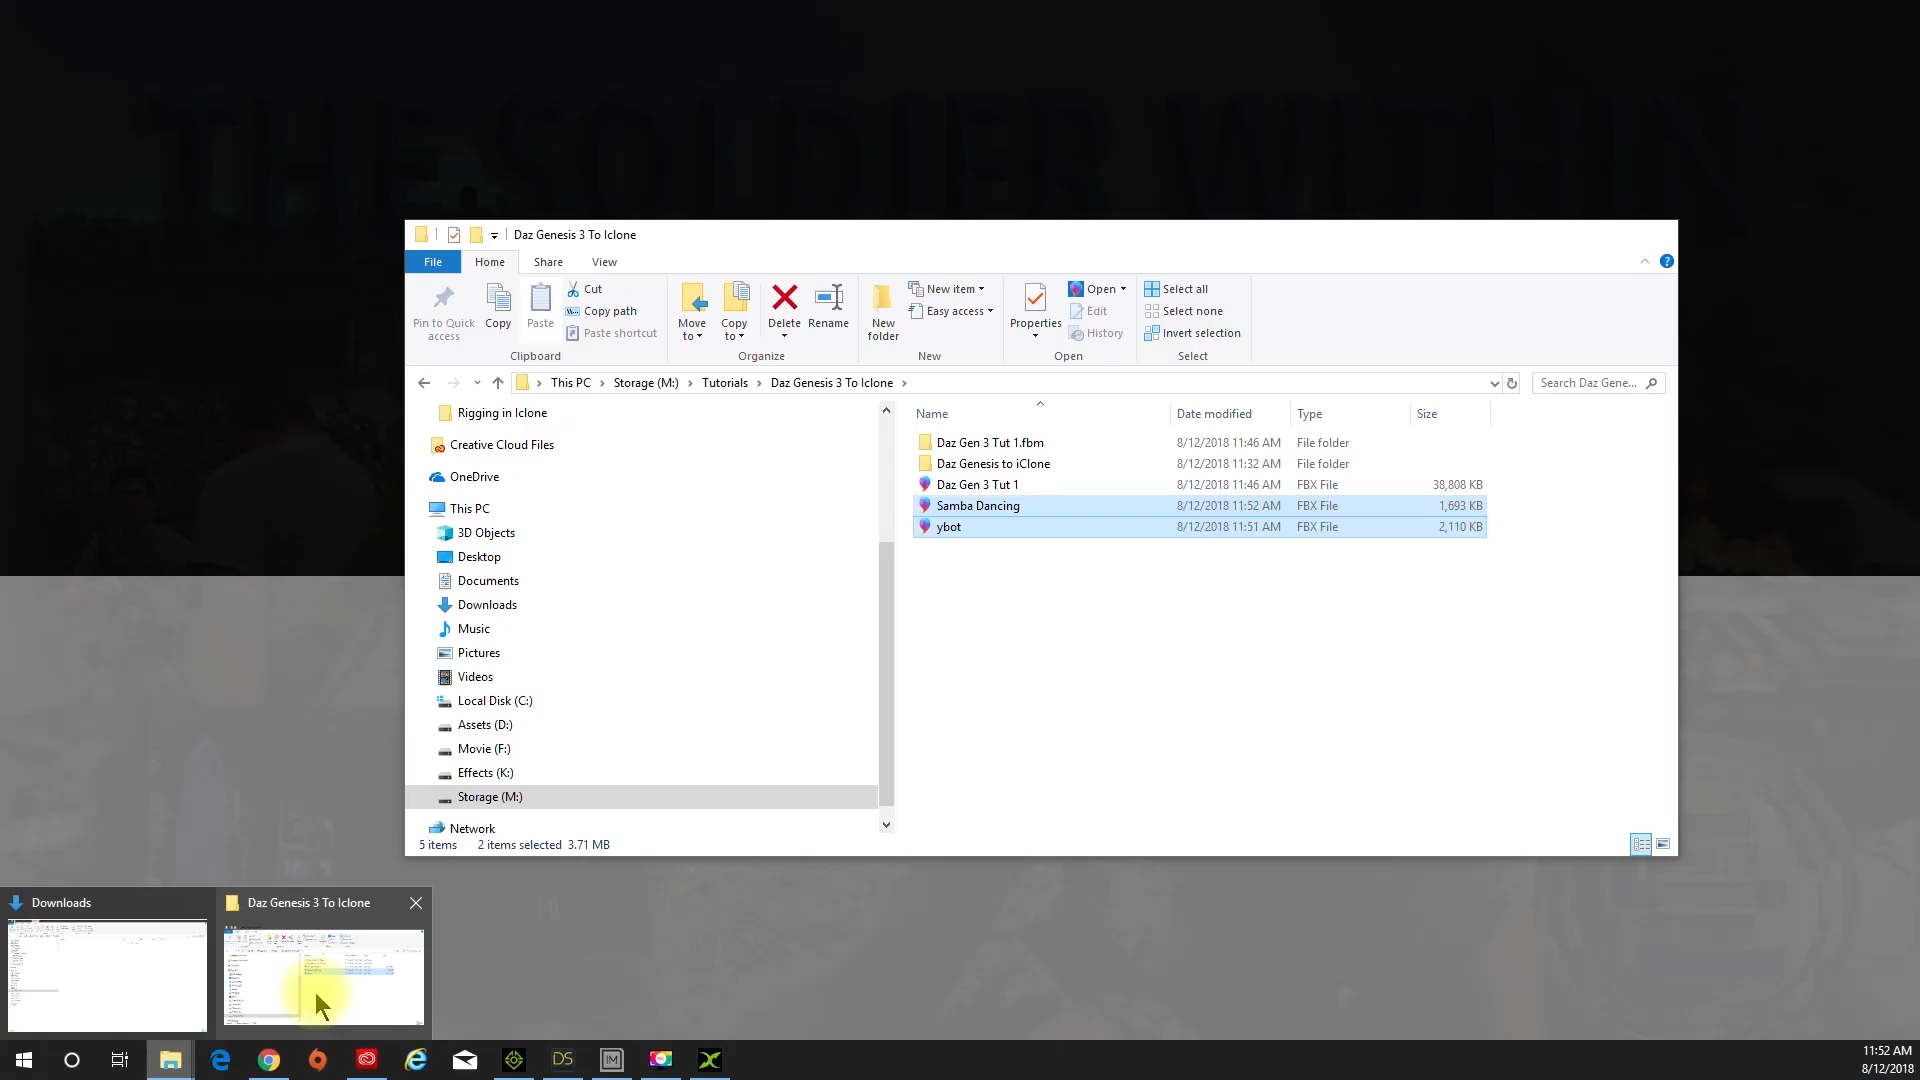 THE SOLDIER WITHIN
Daz Genesis 3 To Iclone
File Home Share View
Pin to Quick access
Copy
Paste
Cut
Copy path
Paste shortcut
Clipboard
Move to
Copy to
Delete
Rename
Organize
New folder
New item
Easy access
New
Properties
Open
Edit
History
Open
Select all
Select none
Invert selection
Select
This PC Storage (M:) Tutorials Daz Genesis 3 To Iclone
Search Daz Gene...
Rigging in Iclone
Creative Cloud Files
OneDrive
This PC
3D Objects
Desktop
Documents
Downloads
Music
Pictures
Videos
Local Disk (C:)
Assets (D:)
Movie (F:)
Effects (K:)
Storage (M:)
Network
Name Date modified Type Size
Daz Gen 3 Tut 1.fbm 8/12/2018 11:46 AM File folder
Daz Genesis to iClone 8/12/2018 11:32 AM File folder
Daz Gen 3 Tut 1 8/12/2018 11:46 AM FBX File 38,808 KB
Samba Dancing 8/12/2018 11:52 AM FBX File 1,693 KB
ybot 8/12/2018 11:51 AM FBX File 2,110 KB
5 items 2 items selected 3.71 MB
Downloads
Daz Genesis 3 To Iclone
DS
IM
11:52 AM
8/12/2018